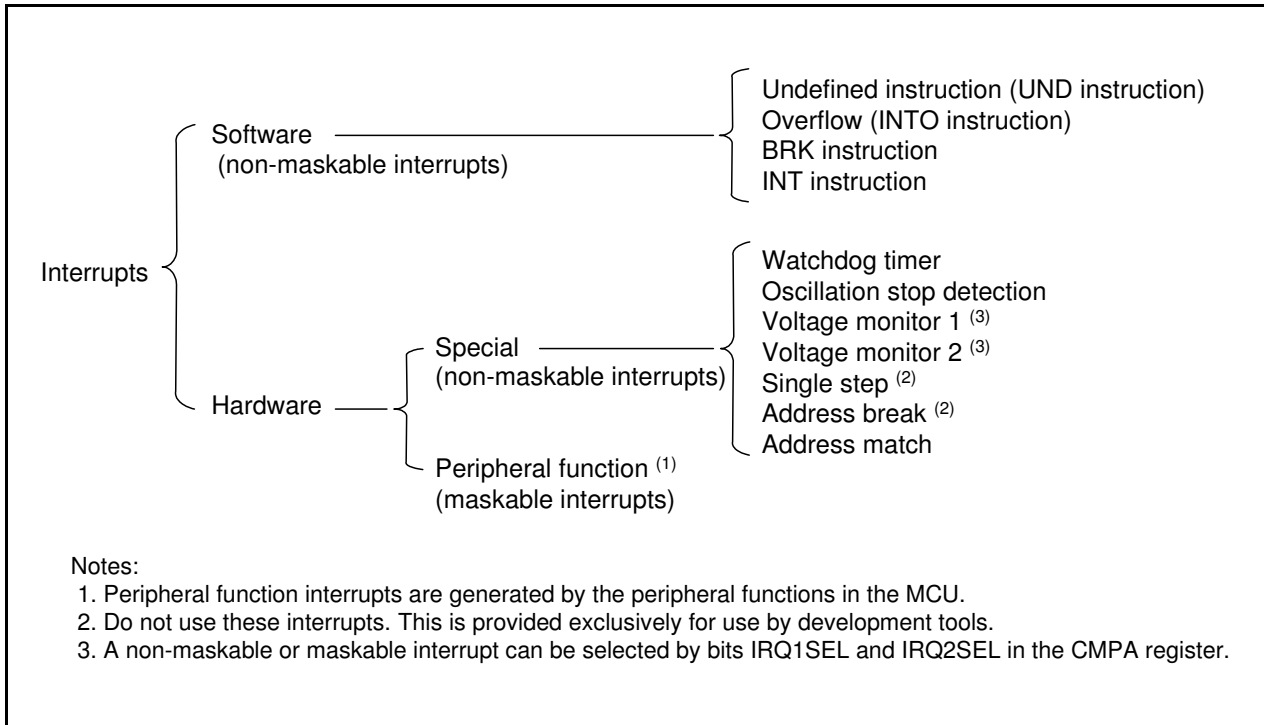 Interrupts
Software
(non-maskable interrupts)
Undefined instruction (UND instruction)
Overflow (INTO instruction)
BRK instruction
INT instruction
Hardware
Special
(non-maskable interrupts)
Watchdog timer
Oscillation stop detection
Voltage monitor 1 (3)
Voltage monitor 2 (3)
Single step (2)
Address break (2)
Address match
Peripheral function (1)
(maskable interrupts)
Notes:
1. Peripheral function interrupts are generated by the peripheral functions in the MCU.
2. Do not use these interrupts. This is provided exclusively for use by development tools.
3. A non-maskable or maskable interrupt can be selected by bits IRQ1SEL and IRQ2SEL in the CMPA register.